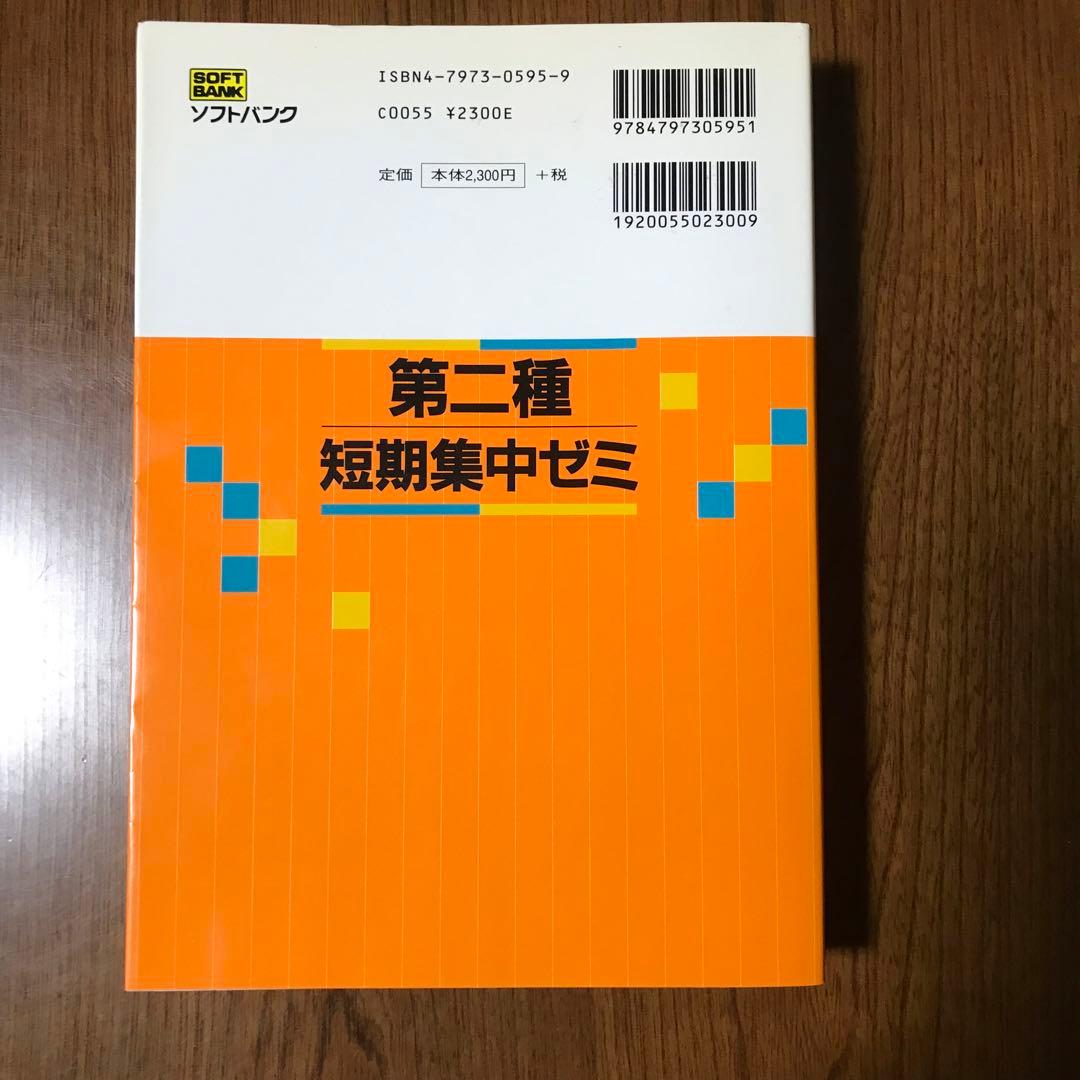 SOFT
BANK
ソフトバンク
ISBN4-7973-0595-9
C0055 ¥2300E
定価 本体2,300円 +税
9784797305951
1920055023009
第二種
短期集中ゼミ